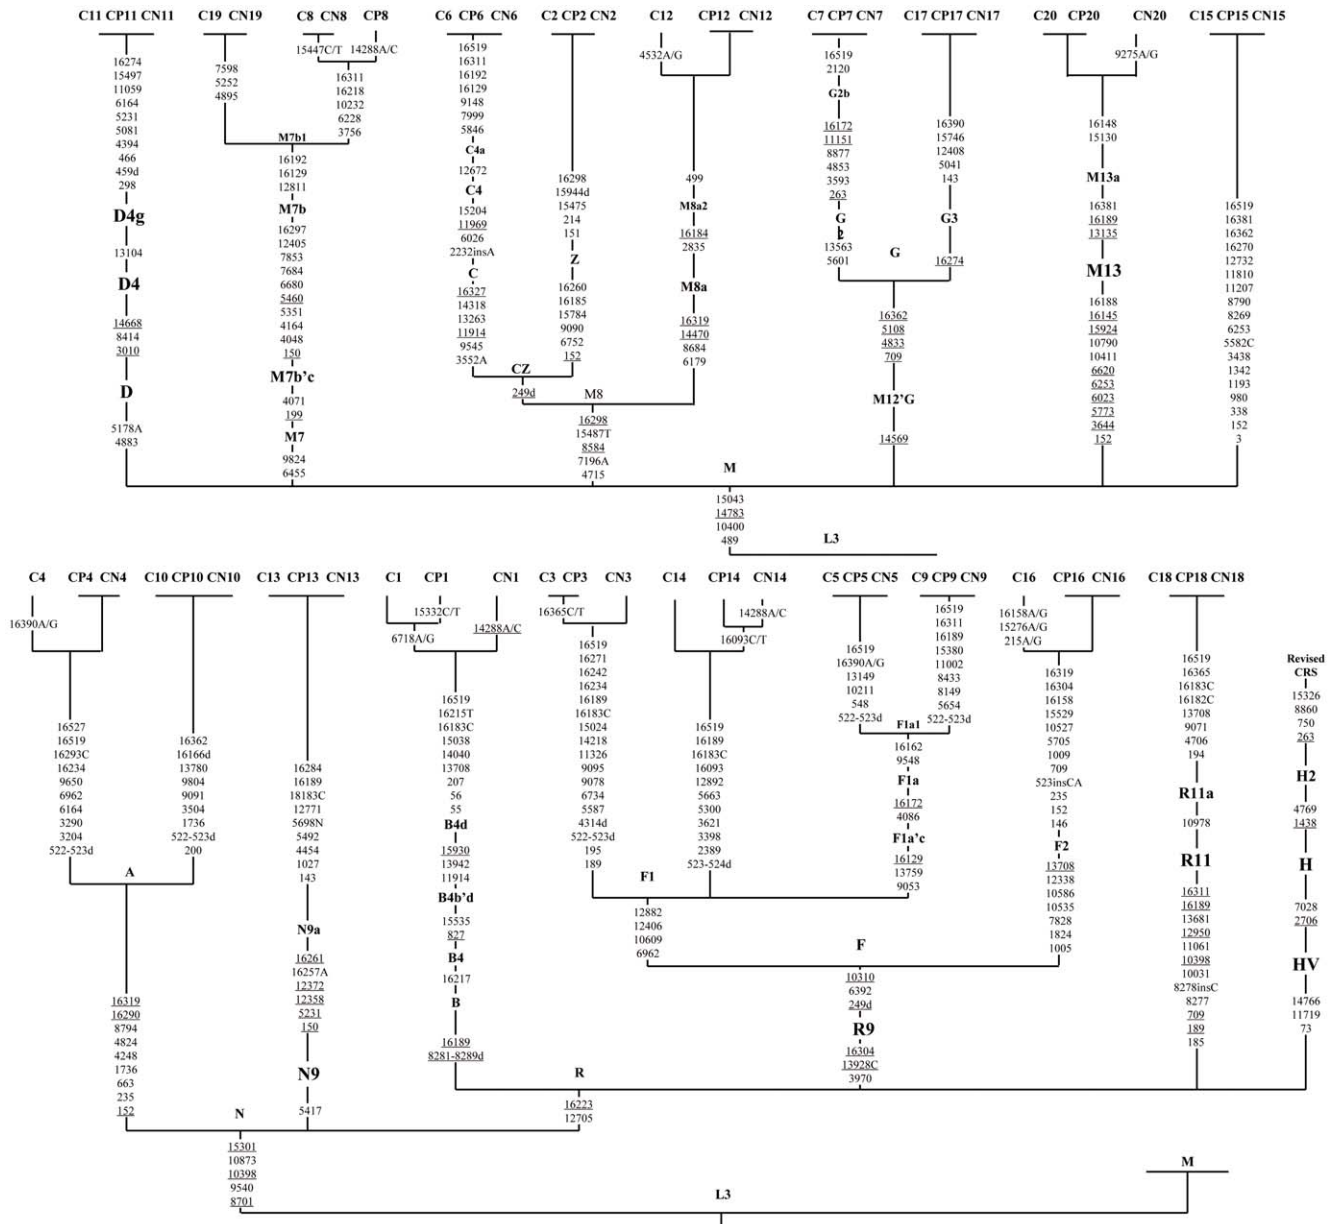 C11 CP11 CN11
C19 CN19
C8 CN8
CP8
C6 CP6 CN6
C2 CP2 CN2
C12
CP12 CN12
C7 CP7 CN7
C17 CP17 CN17
C20 CP20
CN20
C15 CP15 CN15
16274
15497
11059
6164
5231
5081
4394
466
459d
298
D4g
13104
D4
14668
8414
3010
D
5178A
4883
7598
5252
4895
15447C/T
14288A/C
16311
16218
10232
6228
3756
M7b1
16192
16129
12811
M7b
16297
12405
7853
7684
6680
5460
5351
4164
4048
150
M7b'c
4071
199
M7
9824
6455
16519
16311
16192
16129
9148
7999
5846
C4a
12672
C4
15204
11969
6026
2232insA
C
16327
14318
13263
11914
9545
3552A
16298
15944d
15475
214
151
Z
16260
16185
15784
9090
6752
152
CZ
249d
4532A/G
499
M8a2
16184
2835
M8a
16319
14470
8684
6179
M8
16298
15487T
8584
7196A
4715
16519
2120
G2b
16172
11151
8877
4853
3593
263
G
2
13563
5601
16390
15746
12408
5041
143
G3
16274
G
16362
5108
4833
709
M12'G
14569
9275A/G
16148
15130
M13a
16381
16189
13135
M13
16188
16145
15924
10790
10411
6620
6253
6023
5773
3644
152
16519
16381
16362
16270
12732
11810
11207
8790
8269
6253
5582C
3438
1342
1193
980
338
152
3
M
15043
14783
10400
489
L3
C4
CP4 CN4
C10 CP10 CN10
C13 CP13 CN13
C1
CP1
CN1
C3 CP3
CN3
C14
CP14
CN14
C5 CP5 CN5
C9 CP9 CN9
C16
CP16 CN16
C18 CP18 CN18
16390A/G
16527
16519
16293C
16234
9650
6962
6164
3290
3204
522-523d
16362
16166d
13780
9804
9091
3504
1736
522-523d
200
A
16319
16290
8794
4824
4248
1736
663
235
152
16284
16189
18183C
12771
5698N
5492
4454
1027
143
N9a
16261
16257A
12372
12358
5231
150
N9
5417
15332C/T
6718A/G
14288A/C
16519
16215T
16183C
15038
14040
13708
207
56
55
B4d
15930
13942
11914
B4b'd
15535
827
B4
16217
B
16189
8281-8289d
16365C/T
16519
16271
16242
16234
16189
16183C
15024
14218
11326
9095
9078
6734
5587
4314d
522-523d
195
189
14288A/C
16093C/T
16519
16189
16183C
16093
12892
5663
5300
3621
3398
2389
523-524d
16519
16390A/G
13149
10211
548
522-523d
16519
16311
16189
15380
11002
8433
8149
5654
522-523d
F1a1
16162
9548
F1a
16172
4086
F1a'c
16129
13759
9053
F1
12882
12406
10609
6962
16158A/G
15276A/G
215A/G
16319
16304
16158
15529
10527
5705
1009
709
523insCA
235
152
146
F2
13708
12338
10586
10535
7828
1824
1005
F
10310
6392
249d
R9
16304
13928C
3970
16519
16365
16183C
16182C
13708
9071
4706
194
R11a
10978
R11
16311
16189
13681
12950
11061
10398
10031
8278insC
8277
709
189
185
Revised
CRS
15326
8860
750
263
H2
4769
1438
H
7028
2706
HV
14766
11719
73
R
16223
12705
N
15301
10873
10398
9540
8701
L3
M